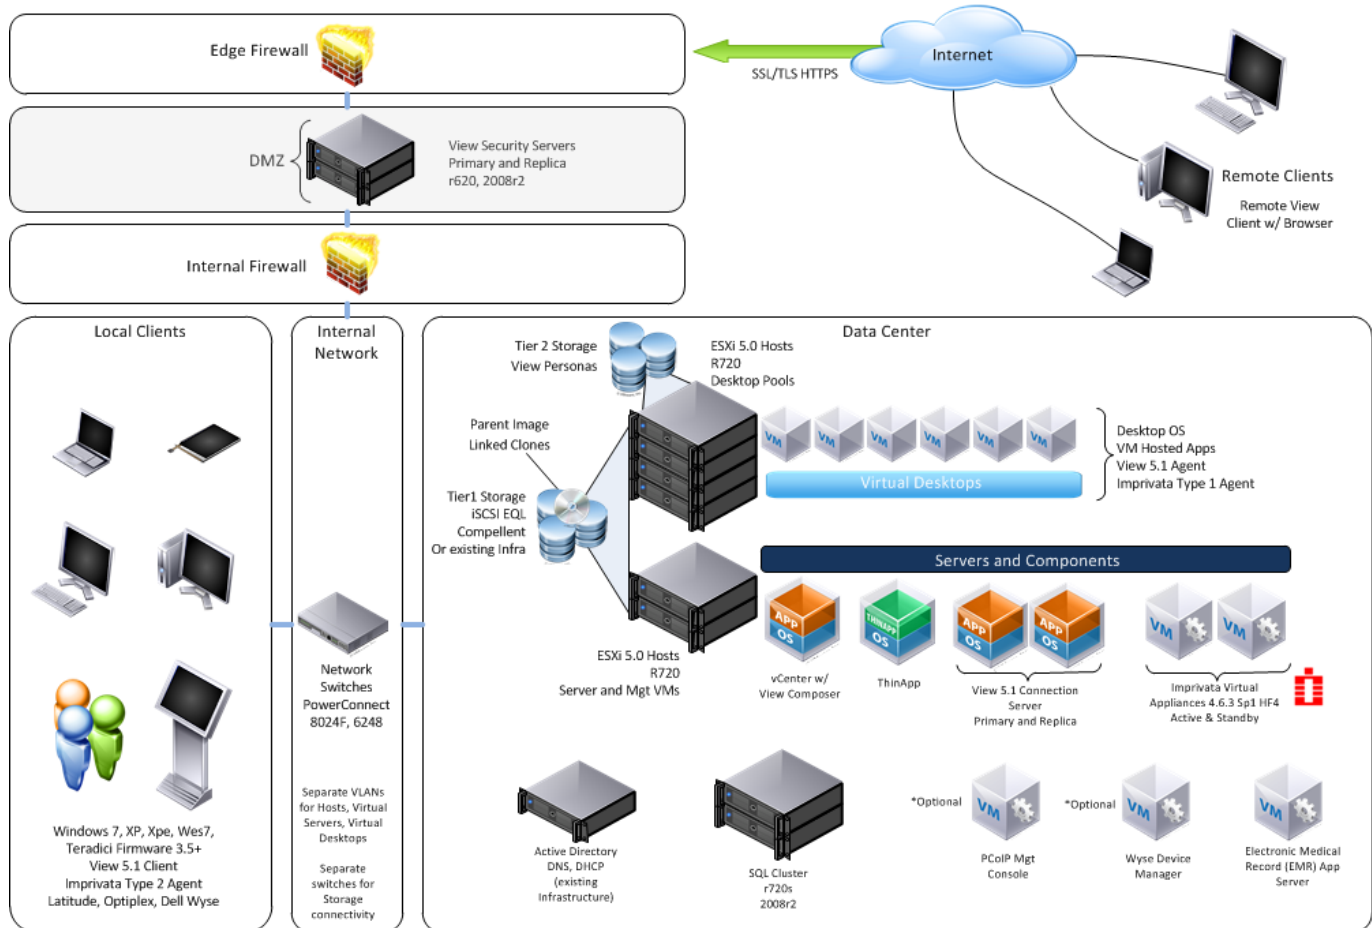 Edge Firewall
SSL/TLS HTTPS
Internet
DMZ
View Security Servers
Primary and Replica
r620, 2008r2
Remote Clients
Remote View
Client w/ Browser
Internal Firewall
Local Clients
Windows 7, XP, Xpe, Wes7,
Teradici Firmware 3.5+
View 5.1 Client
Imprivata Type 2 Agent
Latitude, Optiplex, Dell Wyse
Internal
Network
Network
Switches
PowerConnect
8024F, 6248
Separate VLANs
for Hosts, Virtual
Servers, Virtual
Desktops
Separate
switches for
Storage
connectivity
Data Center
Tier 2 Storage
View Personas
ESXi 5.0 Hosts
R720
Desktop Pools
Parent Image
Linked Clones
Tier1 Storage
iSCSI EQL
Compellent
Or existing Infra
VM
VM
VM
VM
VM
VM
Virtual Desktops
Desktop OS
VM Hosted Apps
View 5.1 Agent
Imprivata Type 1 Agent
ESXi 5.0 Hosts
R720
Server and Mgt VMs
Servers and Components
APP
OS
vCenter w/
View Composer
THINAPP
OS
ThinApp
APP
OS
APP
OS
View 5.1 Connection
Server
Primary and Replica
VM
VM
Imprivata Virtual
Appliances 4.6.3 Sp1 HF4
Active & Standby
Active Directory
DNS, DHCP
(existing
Infrastructure)
SQL Cluster
r720s
2008r2
*Optional
VM
PCoIP Mgt
Console
*Optional
VM
Wyse Device
Manager
VM
Electronic Medical
Record (EMR) App
Server